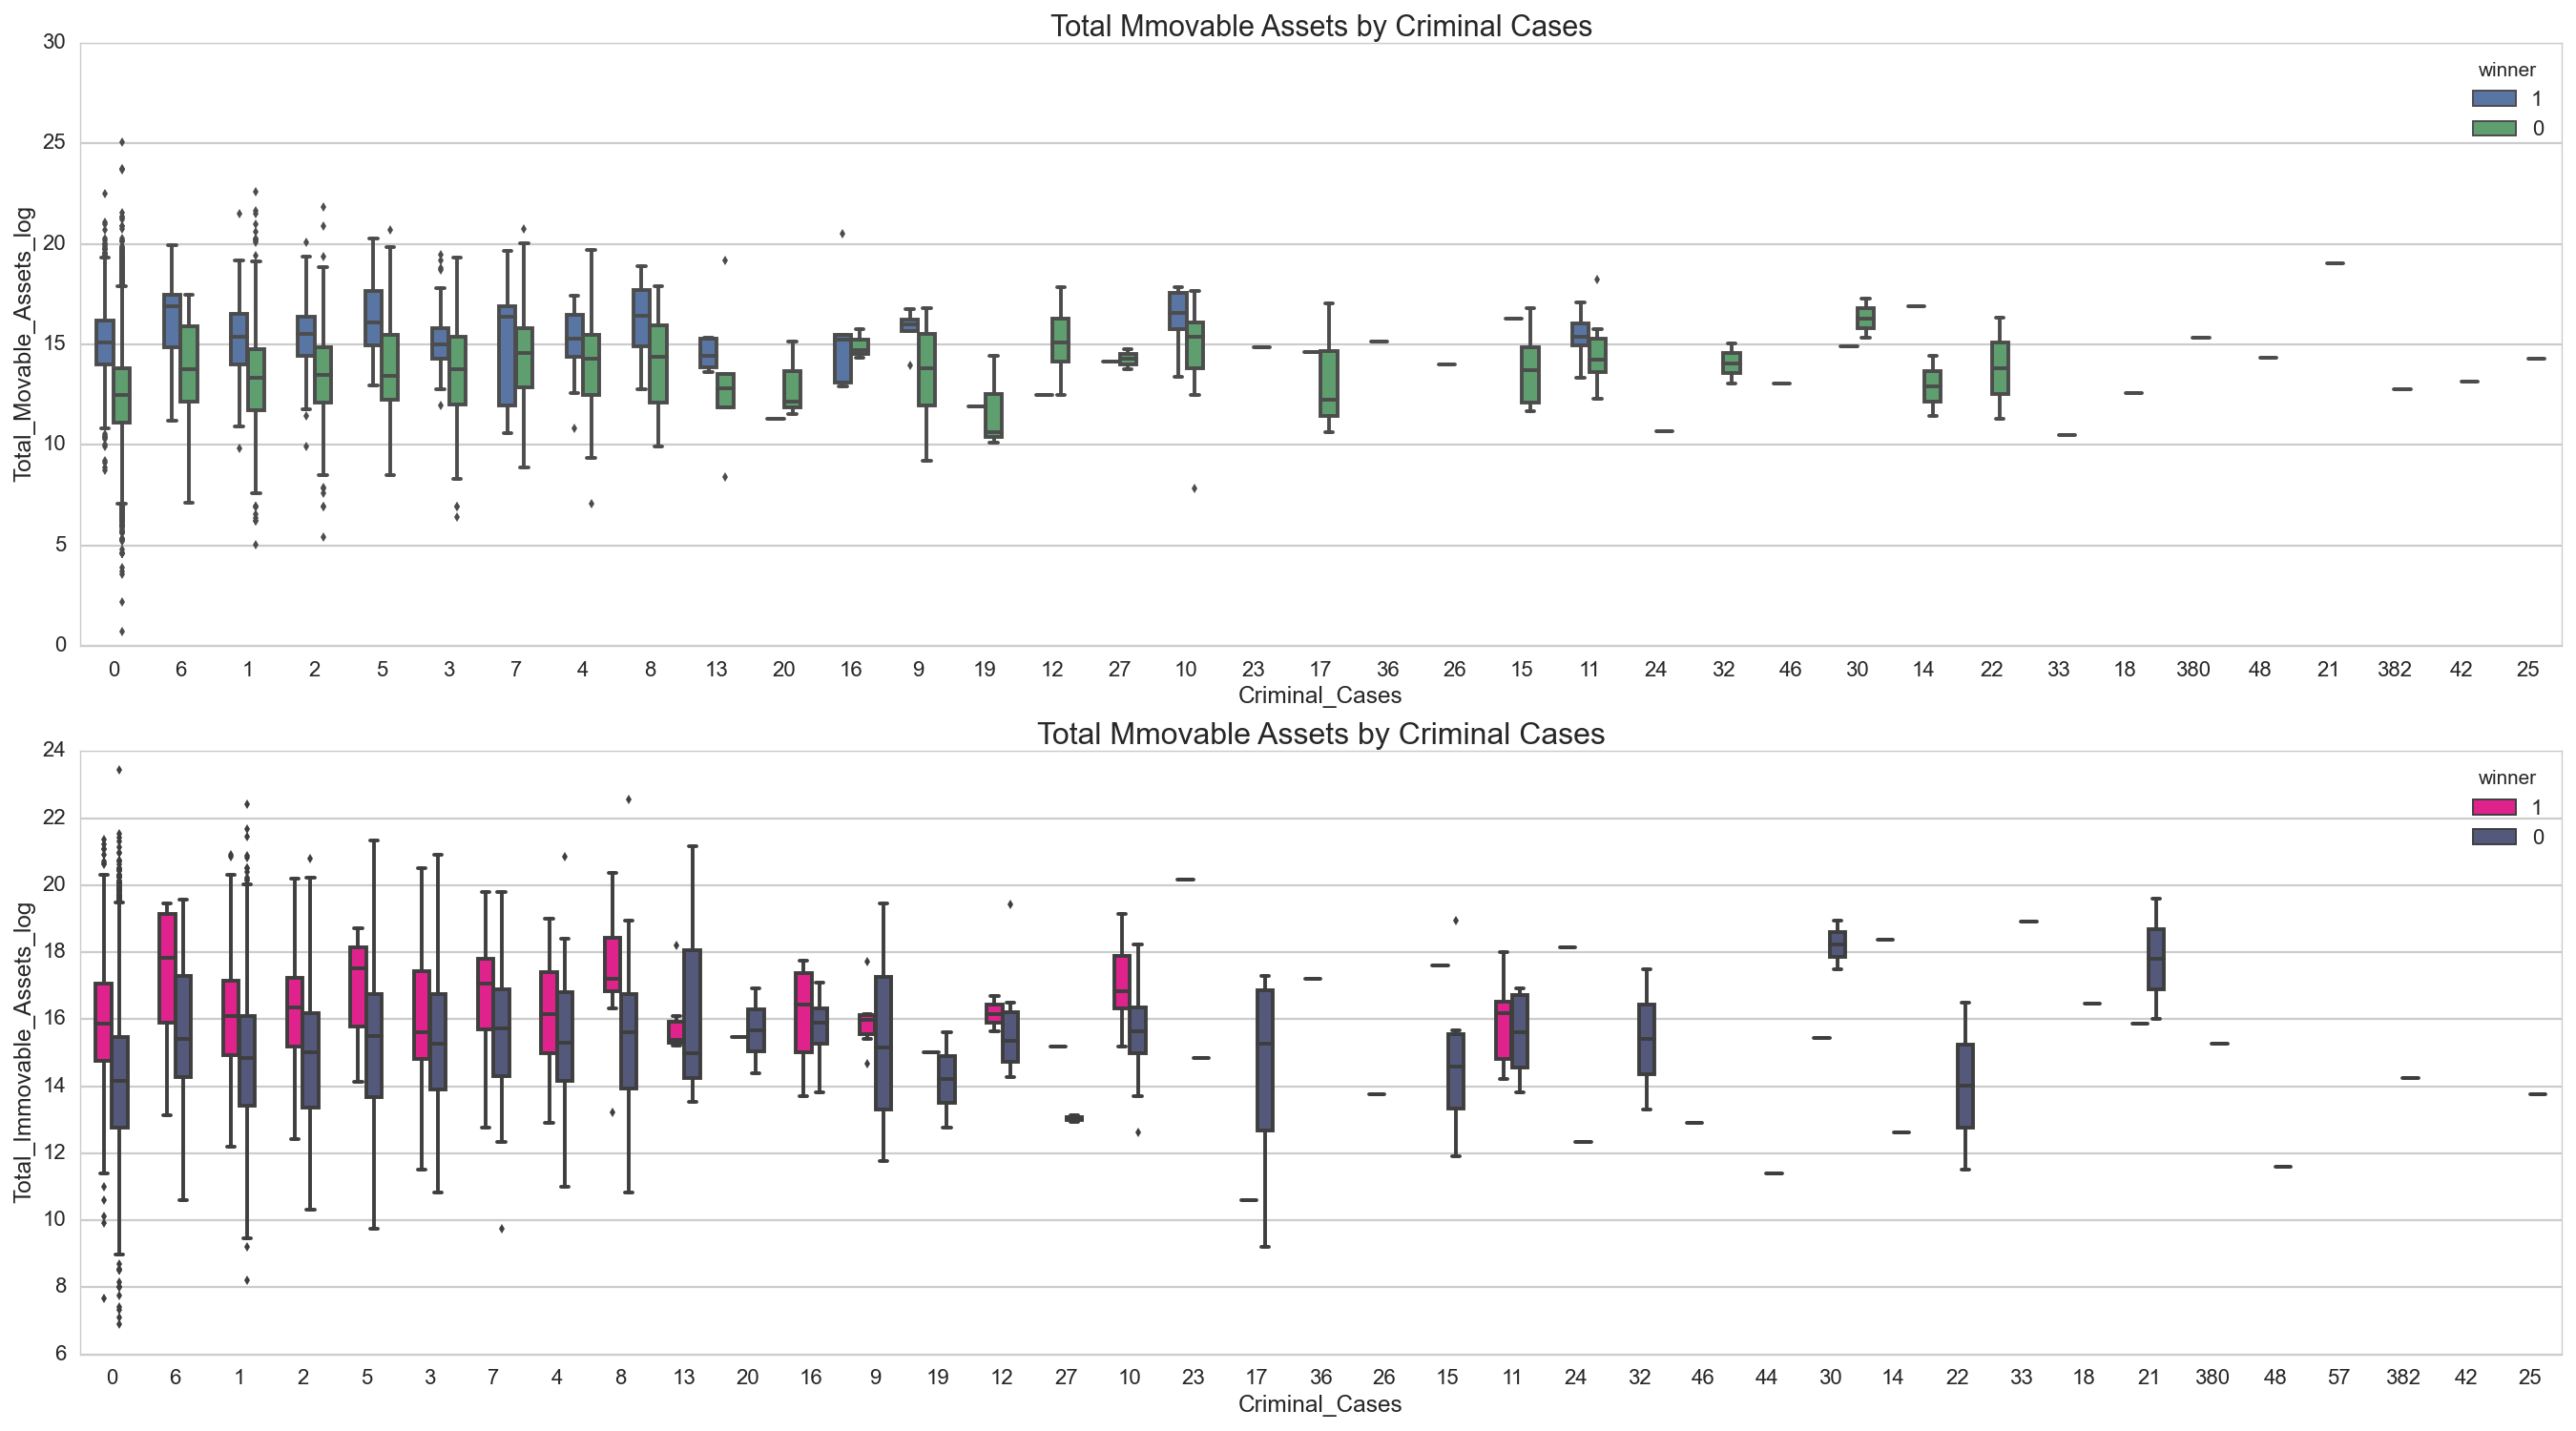 Total Mmovable Assets by Criminal Cases
30
25
20
15
10
5
0
Total_Movable_Assets_log
winner
1
0
0 6 1 2 5 3 7 4 8 13 20 16 9 19 12 27 10 23 17 36 26 15 11 24 32 46 30 14 22 33 18 380 48 21 382 42 25
Criminal_Cases
Total Mmovable Assets by Criminal Cases
24
22
20
18
16
14
12
10
8
6
Total_Immovable_Assets_log
winner
1
0
0 6 1 2 5 3 7 4 8 13 20 16 9 19 12 27 10 23 17 36 26 15 11 24 32 46 44 30 14 22 33 18 21 380 48 57 382 42 25
Criminal_Cases